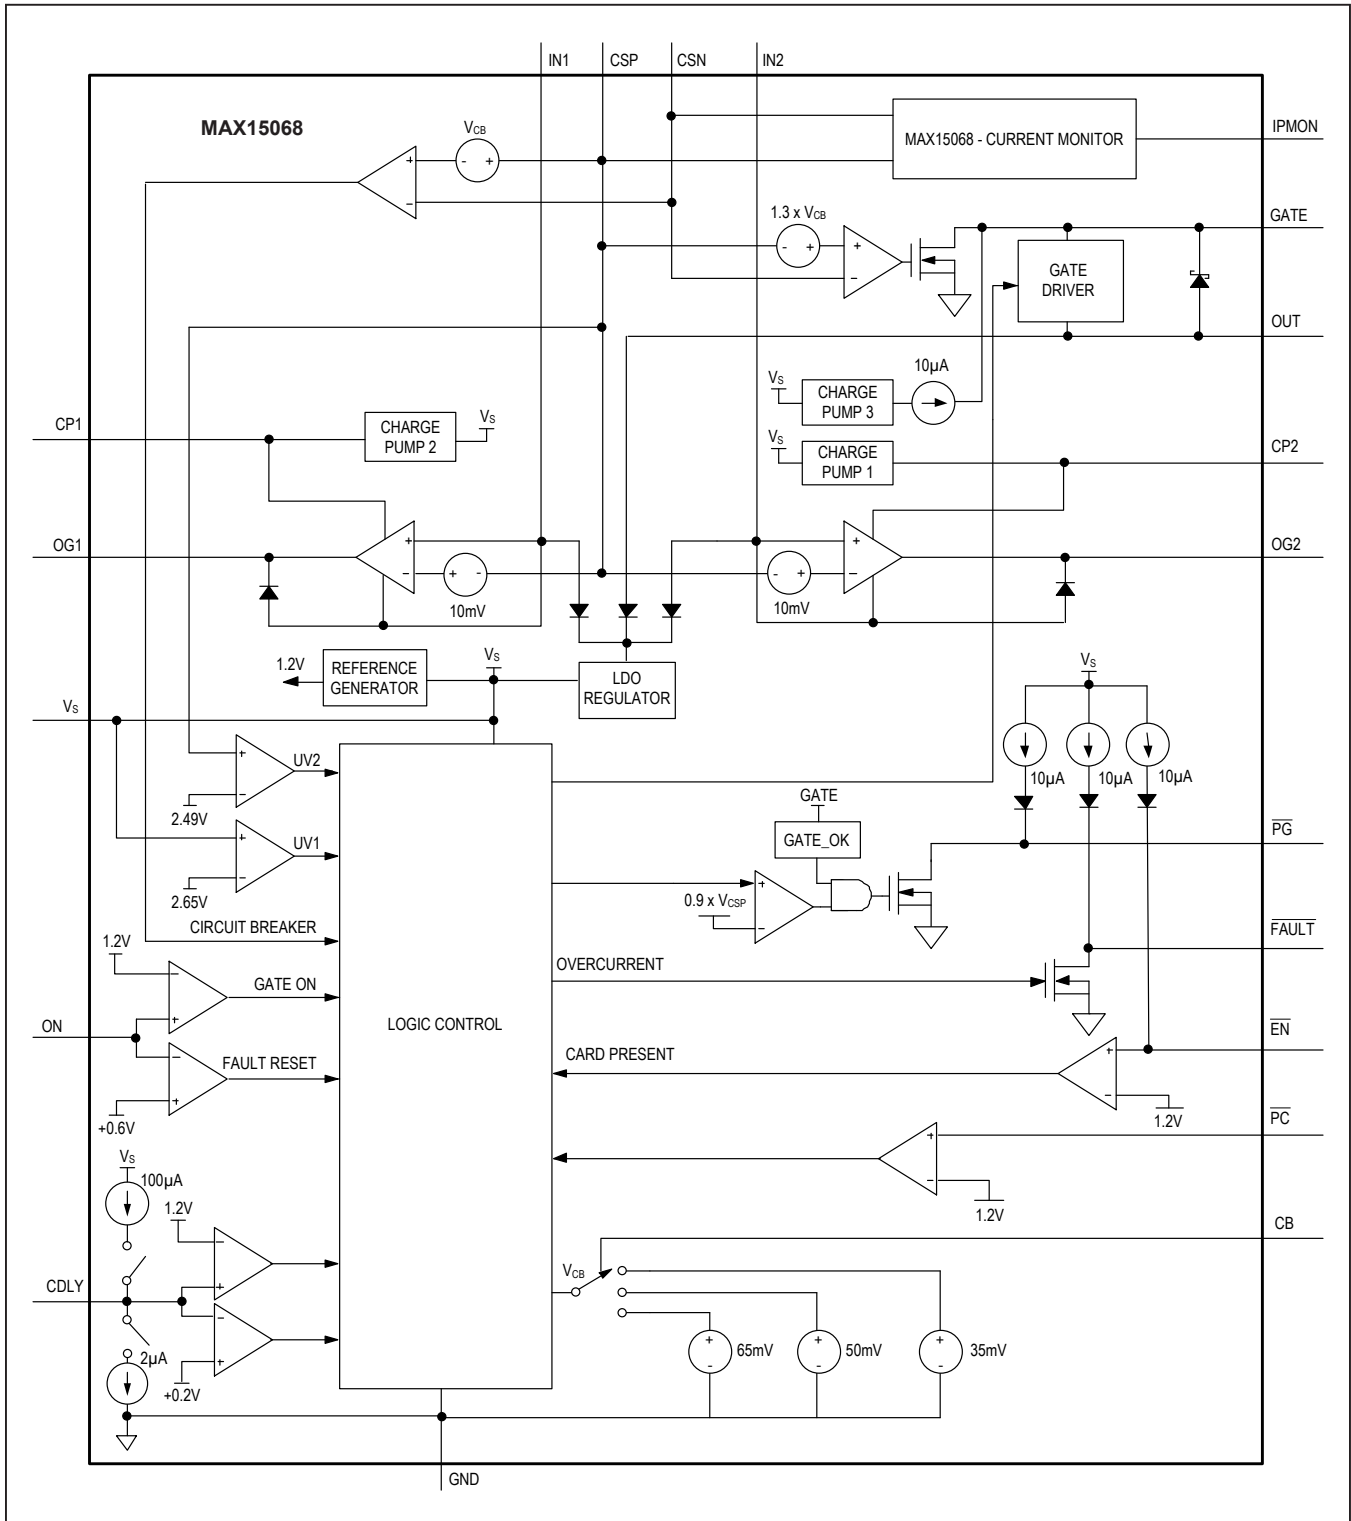 IN1
CSP
CSN
IN2
MAX15068
VCB
- +
+
-
MAX15068 - CURRENT MONITOR
IPMON
1.3 x VCB
- +
+
-
GATE
GATE
DRIVER
OUT
VS
CHARGE
PUMP 3
10µA
CP1
CHARGE
PUMP 2
VS
VS
CHARGE
PUMP 1
CP2
OG1
+
-
+ -
10mV
- +
10mV
+
-
OG2
1.2V
REFERENCE
GENERATOR
VS
LDO
REGULATOR
VS
VS
+
-
UV2
2.49V
+
-
UV1
2.65V
10µA
10µA
10µA
GATE
GATE_OK
PG
0.9 x VCSP
+
-
CIRCUIT BREAKER
1.2V
-
+
GATE ON
OVERCURRENT
FAULT
LOGIC CONTROL
ON
-
+
FAULT RESET
+0.6V
CARD PRESENT
+
-
EN
1.2V
PC
+
-
1.2V
VS
100µA
1.2V
-
+
CB
VCB
CDLY
-
+
2µA
+0.2V
+
-
65mV
+
-
50mV
+
-
35mV
GND